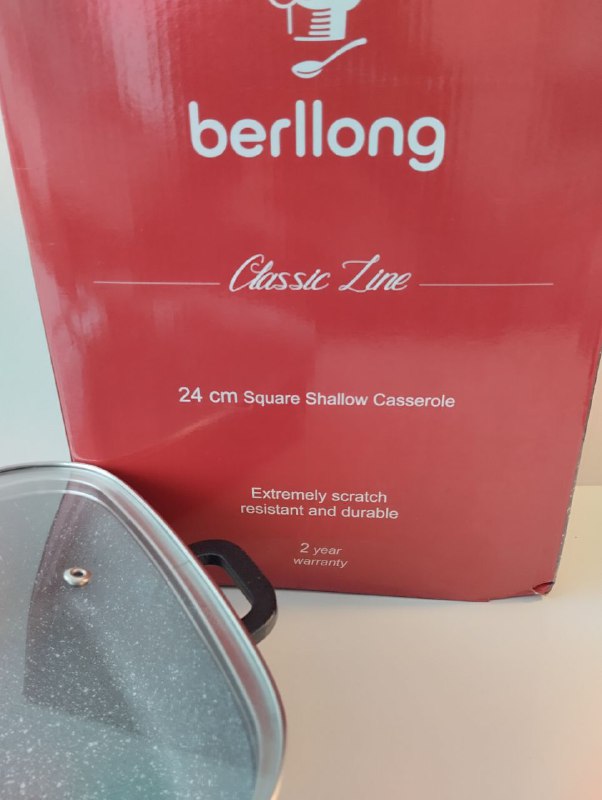 berllong
Classic Line
24 cm Square Shallow Casserole
Extremely scratch
resistant and durable
2 year
warranty